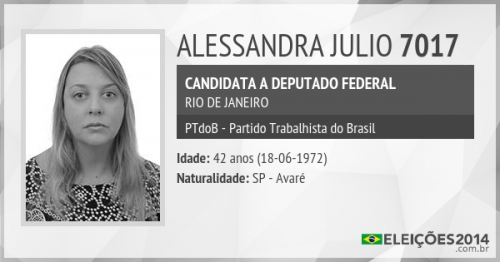 ALESSANDRA JULIO 7017
CANDIDATA A DEPUTADO FEDERAL
RIO DE JANEIRO
PTdoB - Partido Trabalhista do Brasil
Idade: 42 anos (18-06-1972)
Naturalidade: SP - Avaré
ELEIÇÕES2014
.com.br